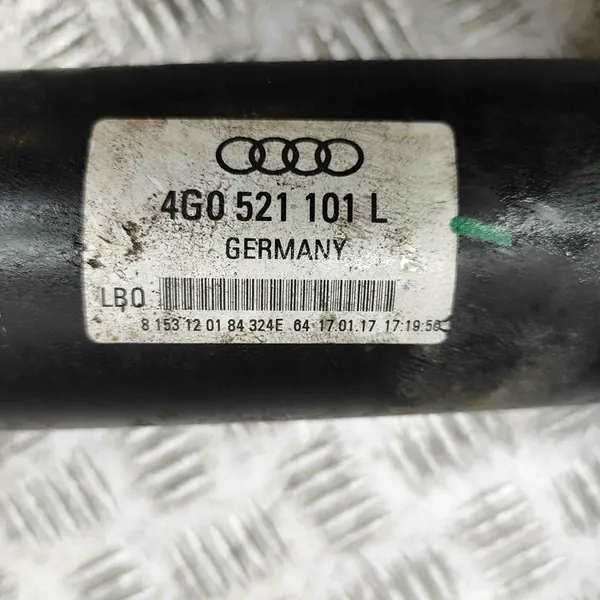 4G0 521 101 L
GERMANY
LBQ
8 153 12 01 84 324E 64 17.01.17 17:19:56